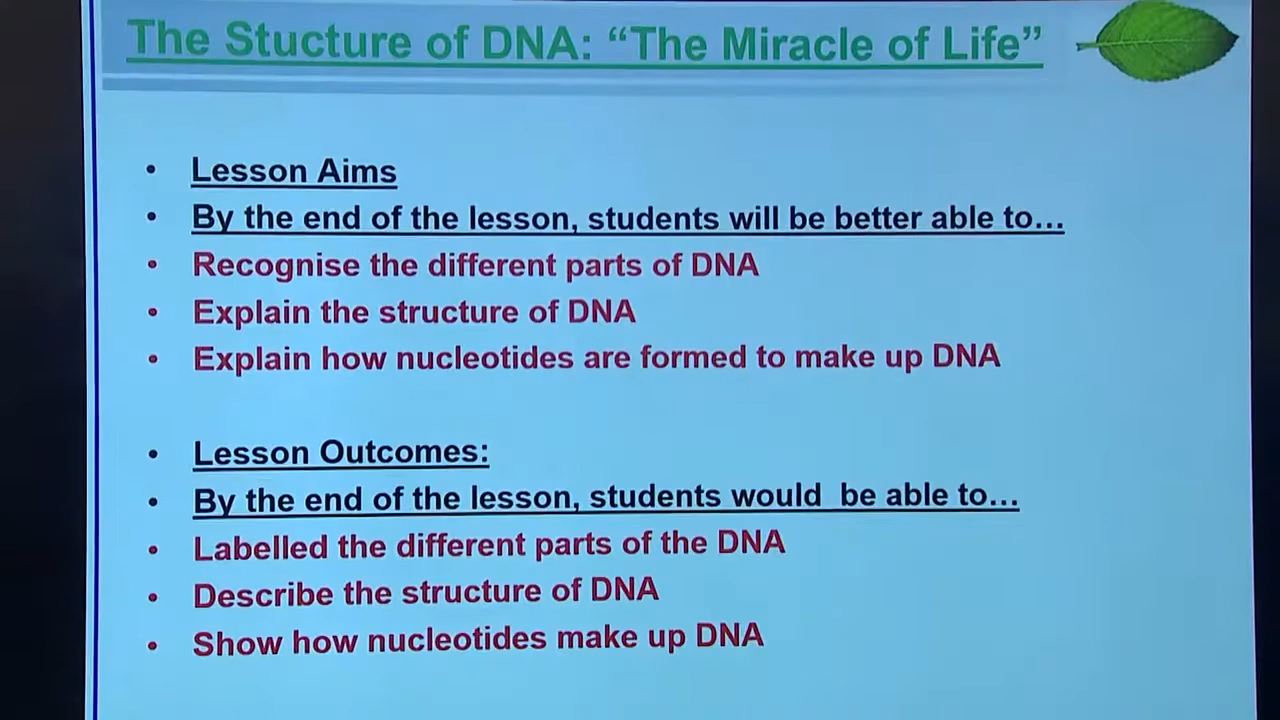 The Stucture of DNA: “The Miracle of Life”
• Lesson Aims
• By the end of the lesson, students will be better able to…
• Recognise the different parts of DNA
• Explain the structure of DNA
• Explain how nucleotides are formed to make up DNA
• Lesson Outcomes:
• By the end of the lesson, students would be able to…
• Labelled the different parts of the DNA
• Describe the structure of DNA
• Show how nucleotides make up DNA